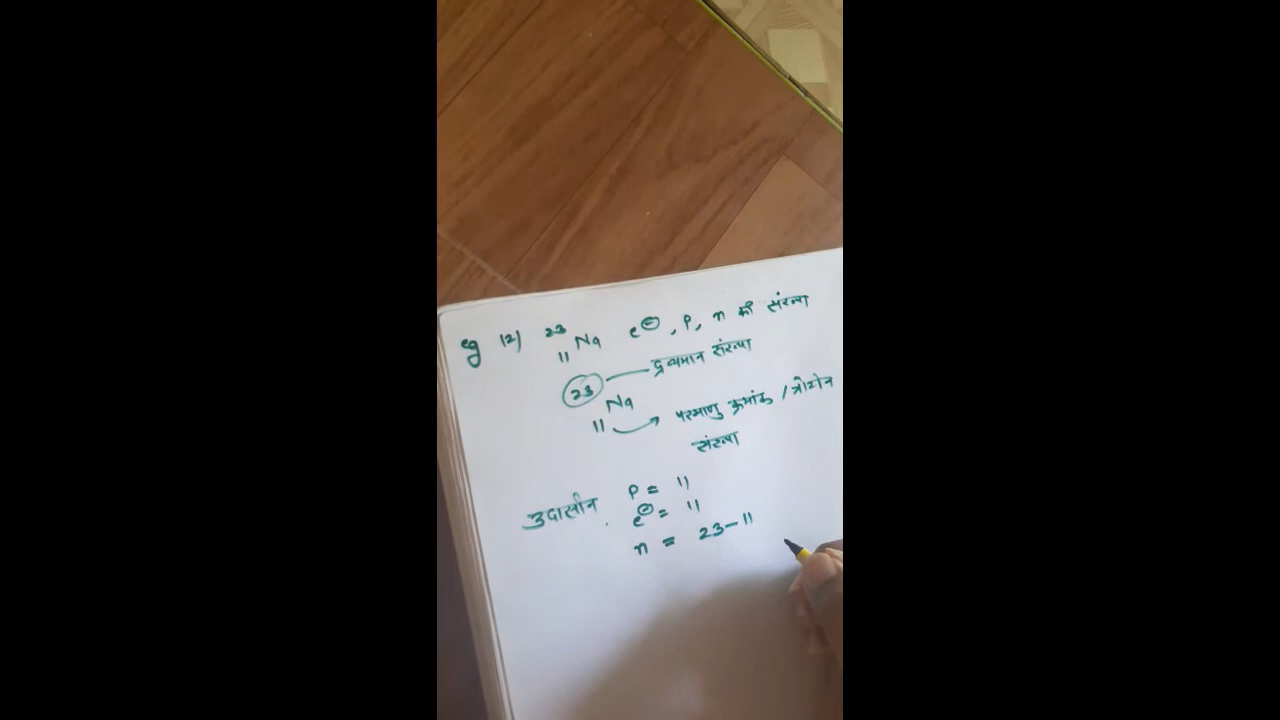 eg (2) 23 11 Na e⊖, P, n की संख्या
23 — द्रव्यमान संख्या
Na
11 → परमाणु क्रमांक / प्रोटोन
संख्या
उदासीन P = 11
e⊖ = 11
n = 23-11